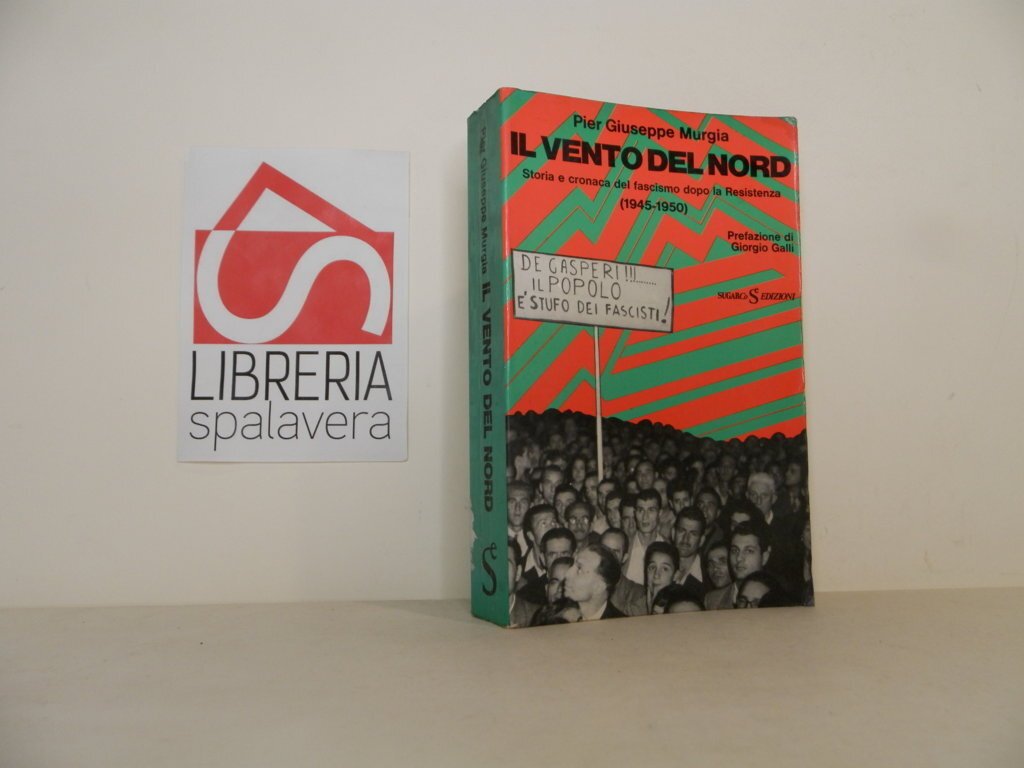 LIBRERIA
spalavera
Pier Giuseppe Murgia IL VENTO DEL NORD
Pier Giuseppe Murgia
IL VENTO DEL NORD
Storia e cronaca del fascismo dopo la Resistenza
(1945-1950)
Prefazione di
Giorgio Galli
SUGARCo EDIZIONI
DE GASPERI!!!........
IL POPOLO
E' STUFO DEI FASCISTI!